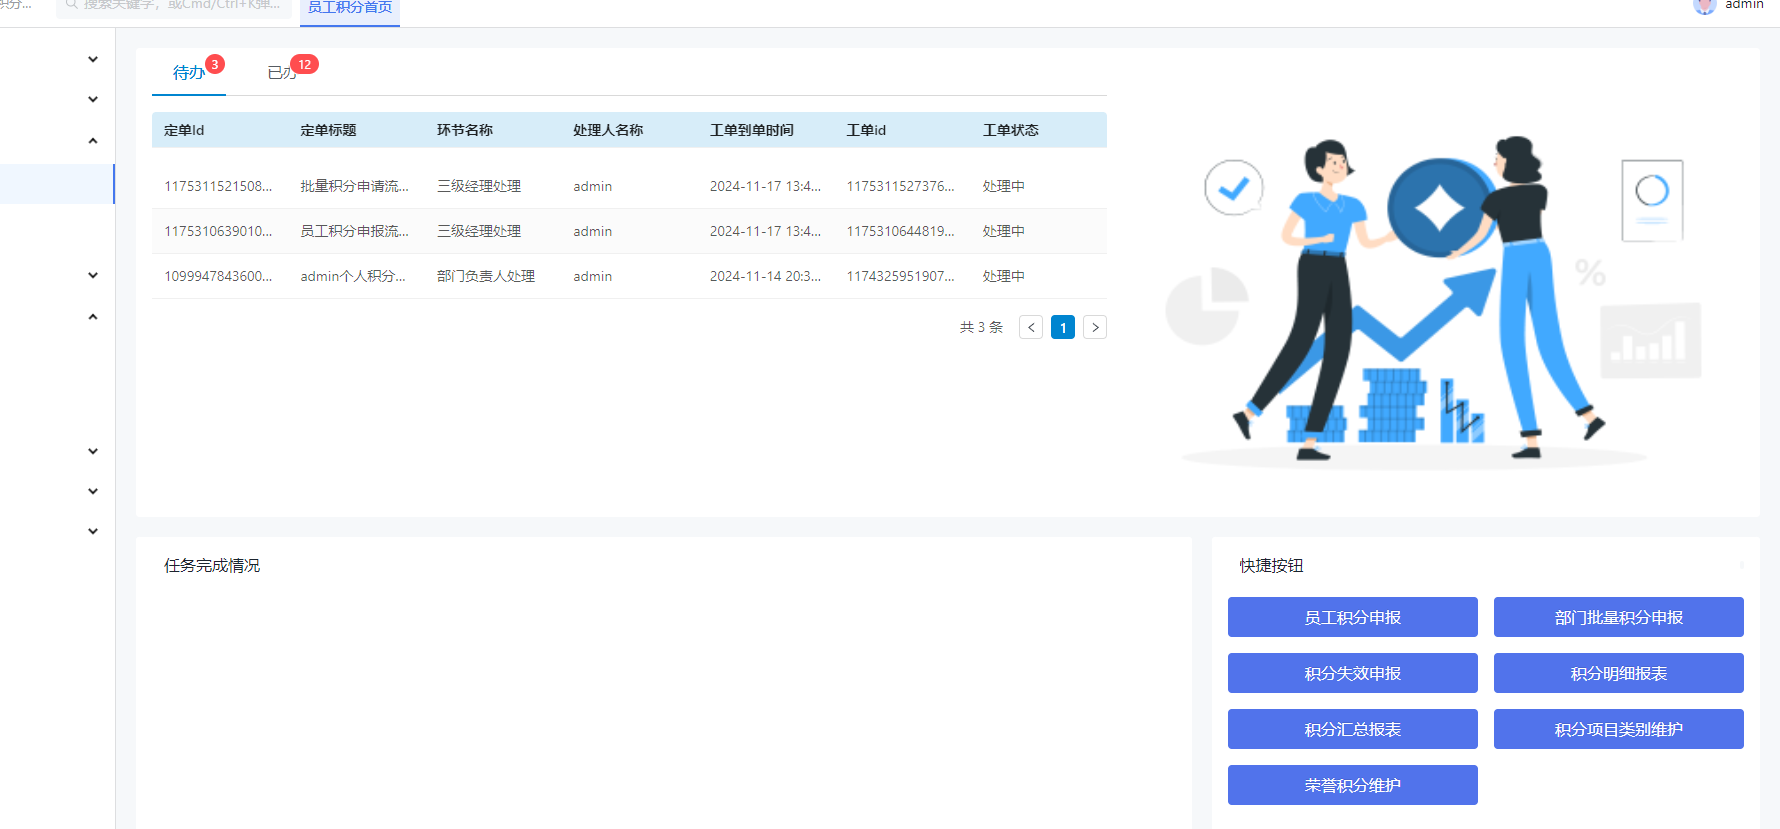 积分...
搜索关键字，或Cmd/Ctrl+K弹...
员工积分首页
admin
待办 3
已办 12
定单Id 定单标题 环节名称 处理人名称 工单到单时间 工单id 工单状态
1175311521508... 批量积分申请流... 三级经理处理 admin 2024-11-17 13:4... 1175311527376... 处理中
1175310639010... 员工积分申报流... 三级经理处理 admin 2024-11-17 13:4... 1175310644819... 处理中
1099947843600... admin个人积分... 部门负责人处理 admin 2024-11-14 20:3... 1174325951907... 处理中
共 3 条 < 1 >
%
任务完成情况
快捷按钮
员工积分申报 部门批量积分申报
积分失效申报 积分明细报表
积分汇总报表 积分项目类别维护
荣誉积分维护